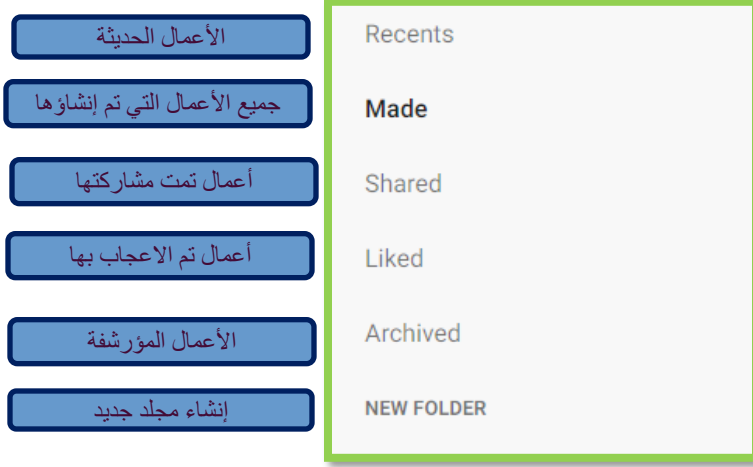 الأعمال الحديثة
Recents
جميع الأعمال التي تم إنشاؤها
Made
أعمال تمت مشاركتها
Shared
أعمال تم الاعجاب بها
Liked
الأعمال المؤرشفة
Archived
إنشاء مجلد جديد
NEW FOLDER